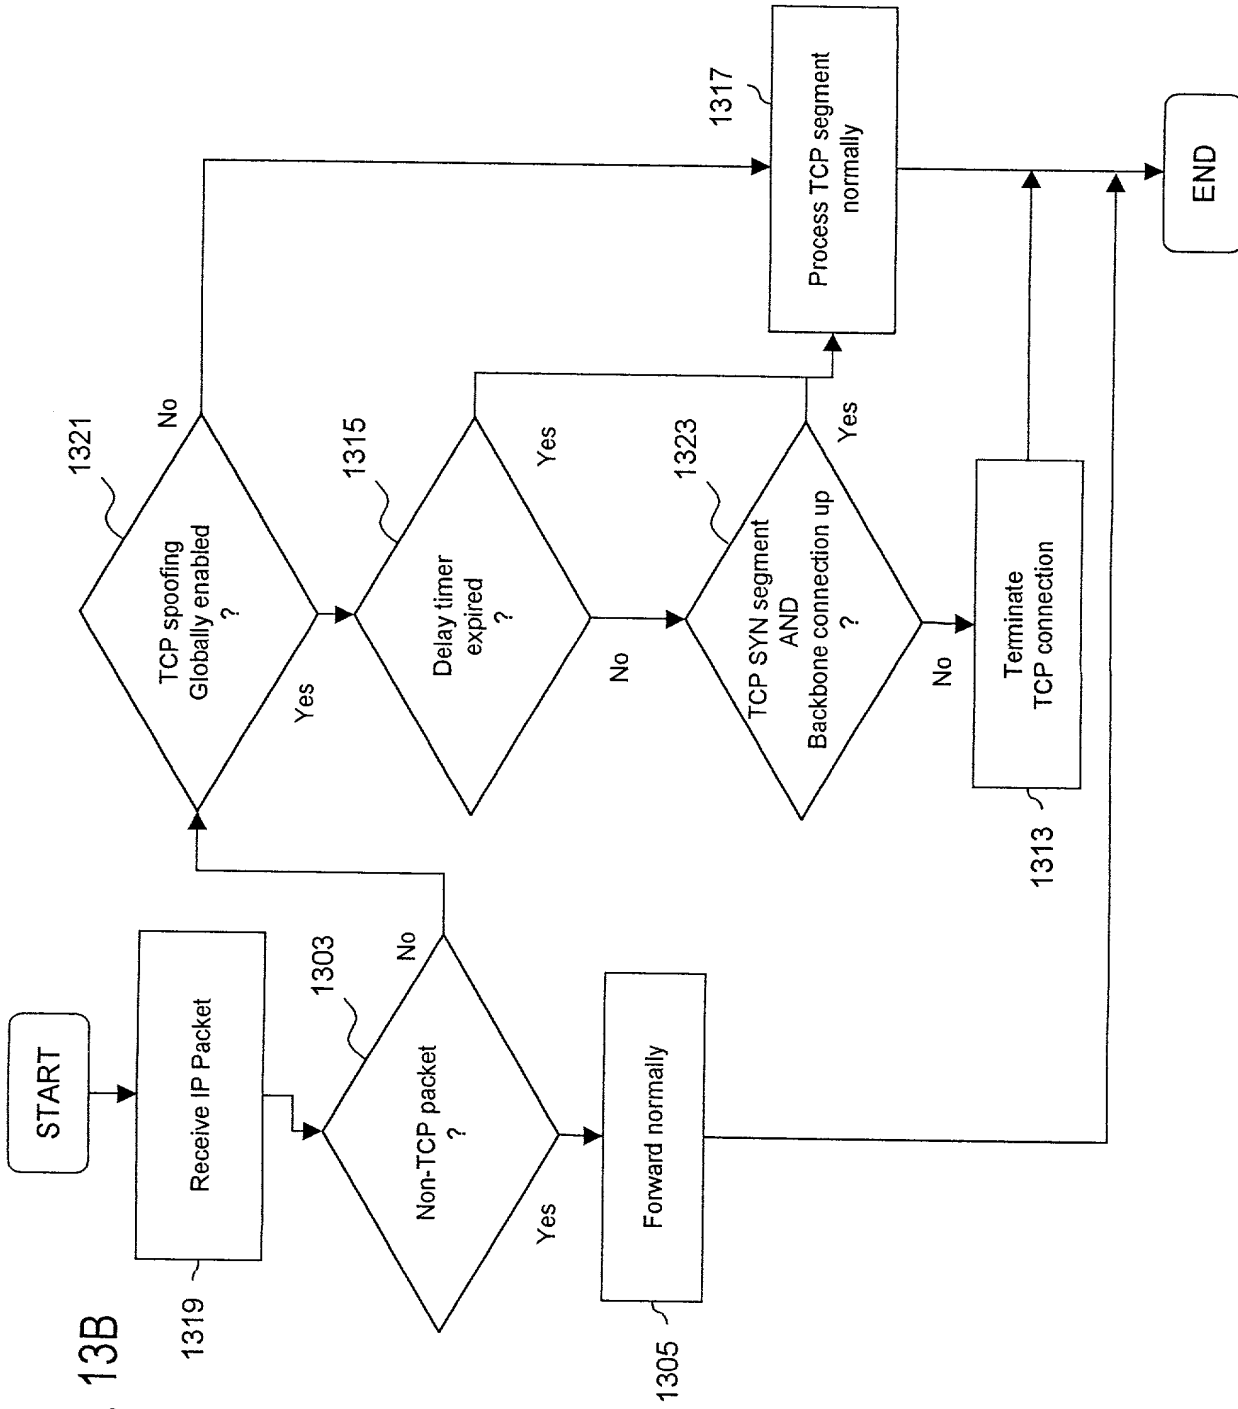 13B
START
Receive IP Packet
1319
Non-TCP packet
?
1303
No
Yes
Forward normally
1305
TCP spoofing
Globally enabled
?
1321
No
Yes
Delay timer
expired
?
1315
Yes
No
TCP SYN segment
AND
Backbone connection up
?
1323
Yes
No
Terminate
TCP connection
1313
Process TCP segment
normally
1317
END